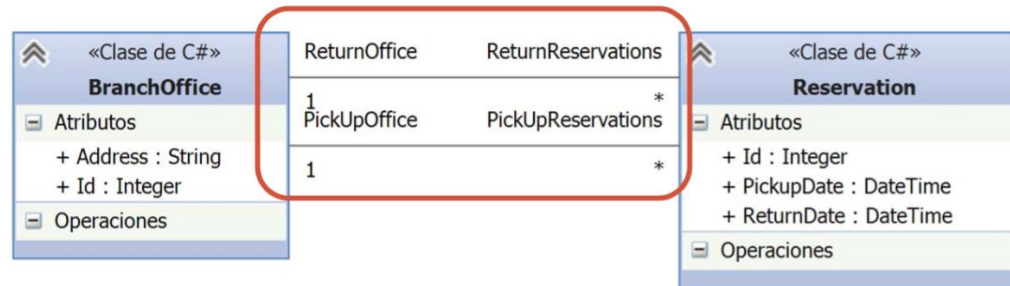 «Clase de C#»
BranchOffice
Atributos
+ Address : String
+ Id : Integer
Operaciones
ReturnOffice ReturnReservations
1 *
PickUpOffice PickUpReservations
1 *
«Clase de C#»
Reservation
Atributos
+ Id : Integer
+ PickupDate : DateTime
+ ReturnDate : DateTime
Operaciones